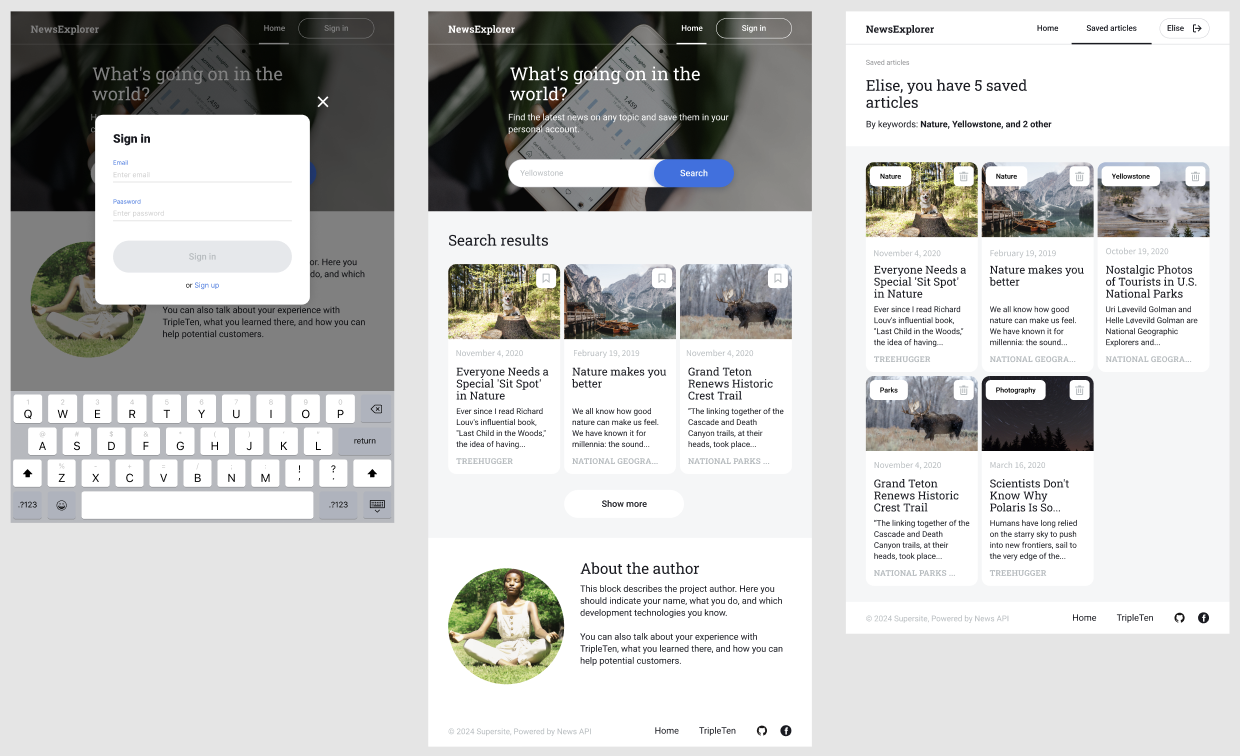 NewsExplorer
Home
Sign in
What's going on in the
world?
Sign in
Email
Enter email
Password
Enter password
Sign in
or Sign up
or. Here you
do, and which
You can also talk about your experience with
TripleTen, what you learned there, and how you can
help potential customers.
1 2 3 4 5 6 7 8 9 0
Q W E R T Y U I O P
@ # $ & * ( ) ' "
A S D F G H J K L
return
% - + = / ; : ! ?
Z X C V B N M , .
.?123
.?123
NewsExplorer
Home
Sign in
What's going on in the
world?
Find the latest news on any topic and save them in your
personal account.
Yellowstone
Search
Search results
November 4, 2020
Everyone Needs a
Special 'Sit Spot'
in Nature
Ever since I read Richard
Louv's influential book,
"Last Child in the Woods,"
the idea of having...
TREEHUGGER
February 19, 2019
Nature makes you
better
We all know how good
nature can make us feel.
We have known it for
millennia: the sound...
NATIONAL GEOGRA...
November 4, 2020
Grand Teton
Renews Historic
Crest Trail
"The linking together of the
Cascade and Death
Canyon trails, at their
heads, took place...
NATIONAL PARKS ...
Show more
About the author
This block describes the project author. Here you
should indicate your name, what you do, and which
development technologies you know.
You can also talk about your experience with
TripleTen, what you learned there, and how you can
help potential customers.
© 2024 Supersite, Powered by News API
Home
TripleTen
NewsExplorer
Home
Saved articles
Elise
Saved articles
Elise, you have 5 saved
articles
By keywords: Nature, Yellowstone, and 2 other
Nature
November 4, 2020
Everyone Needs a
Special 'Sit Spot'
in Nature
Ever since I read Richard
Louv's influential book,
"Last Child in the Woods,"
the idea of having...
TREEHUGGER
Nature
February 19, 2019
Nature makes you
better
We all know how good
nature can make us feel.
We have known it for
millennia: the sound...
NATIONAL GEOGRA...
Yellowstone
October 19, 2020
Nostalgic Photos
of Tourists in U.S.
National Parks
Uri Løvevild Golman and
Helle Løvevild Golman are
National Geographic
Explorers and...
NATIONAL GEOGRA...
Parks
November 4, 2020
Grand Teton
Renews Historic
Crest Trail
"The linking together of the
Cascade and Death
Canyon trails, at their
heads, took place...
NATIONAL PARKS ...
Photography
March 16, 2020
Scientists Don't
Know Why
Polaris Is So...
Humans have long relied
on the starry sky to push
into new frontiers, sail to
the very edge of the...
TREEHUGGER
© 2024 Supersite, Powered by News API
Home
TripleTen